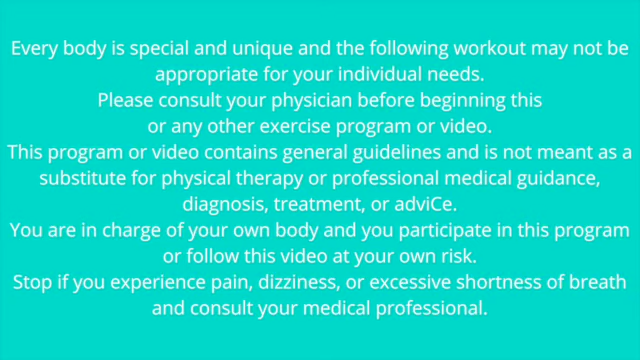 Every body is special and unique and the following workout may not be
appropriate for your individual needs.
Please consult your physician before beginning this
or any other exercise program or video.
This program or video contains general guidelines and is not meant as a
substitute for physical therapy or professional medical guidance,
diagnosis, treatment, or adviCe.
You are in charge of your own body and you participate in this program
or follow this video at your own risk.
Stop if you experience pain, dizziness, or excessive shortness of breath
and consult your medical professional.